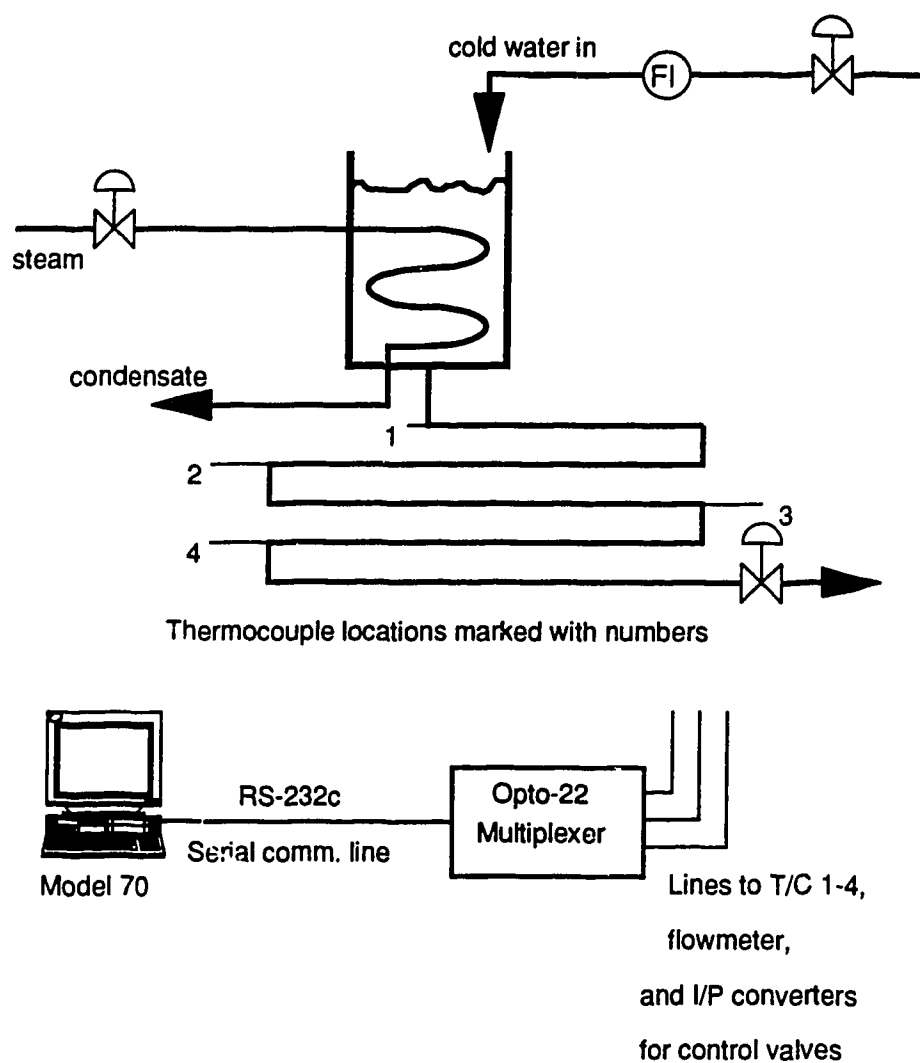 cold water in
FI
steam
condensate
1
2
3
4
Thermocouple locations marked with numbers
RS-232c
Serial comm. line
Model 70
Opto-22
Multiplexer
Lines to T/C 1-4,
flowmeter,
and I/P converters
for control valves